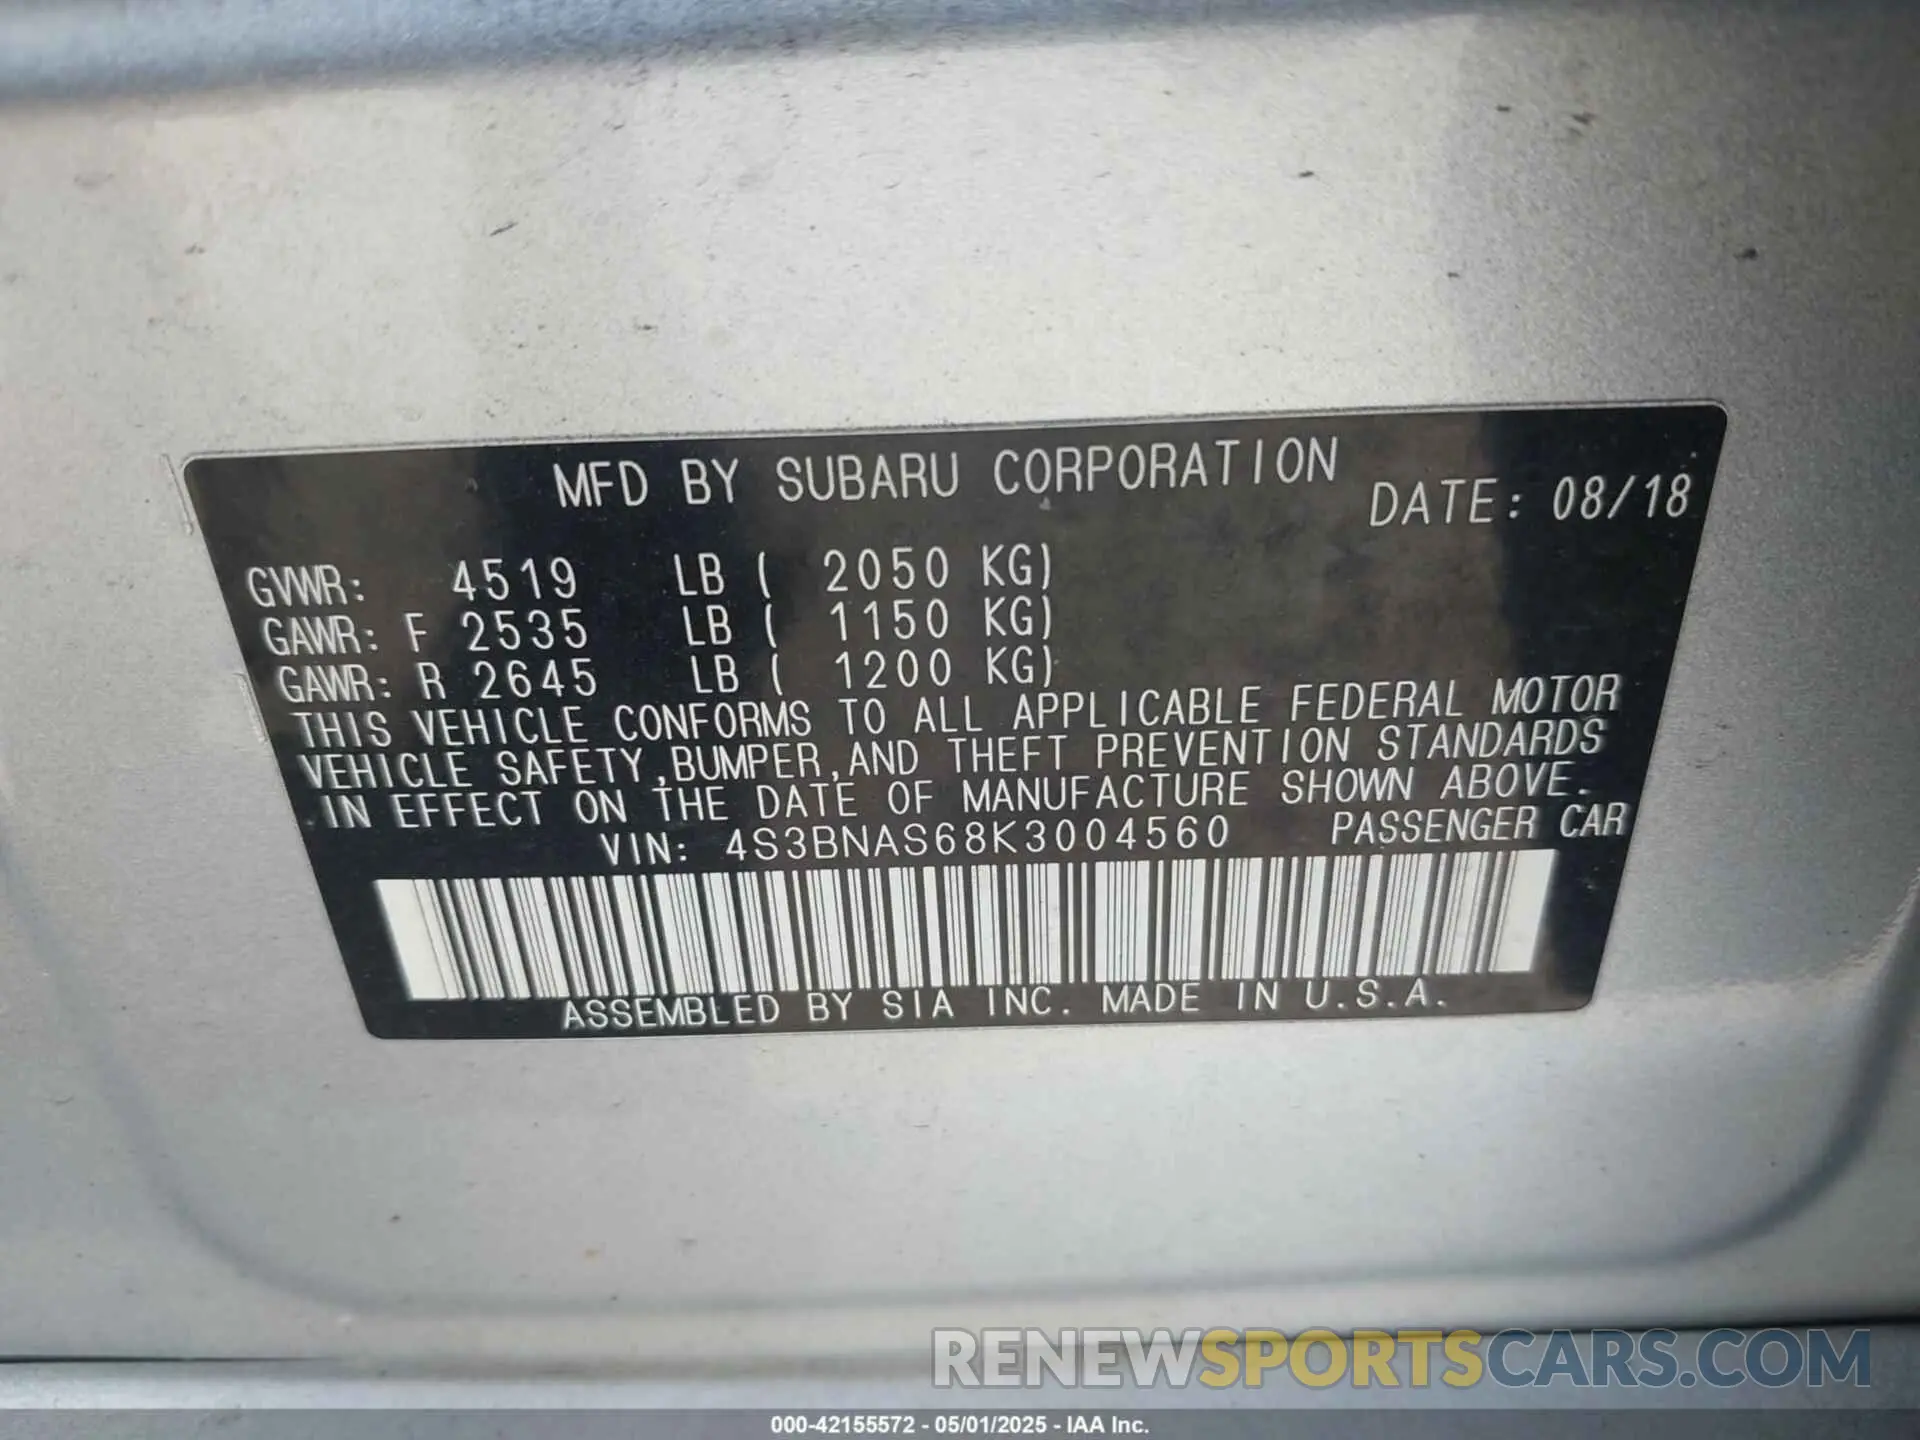 MFD BY SUBARU CORPORATION DATE: 08/18
GVWR: 4519 LB ( 2050 KG)
GAWR: F 2535 LB ( 1150 KG)
GAWR: R 2645 LB ( 1200 KG)
THIS VEHICLE CONFORMS TO ALL APPLICABLE FEDERAL MOTOR
VEHICLE SAFETY,BUMPER,AND THEFT PREVENTION STANDARDS
IN EFFECT ON THE DATE OF MANUFACTURE SHOWN ABOVE.
VIN: 4S3BNAS68K3004560 PASSENGER CAR
ASSEMBLED BY SIA INC. MADE IN U.S.A.
RENEWSPORTSCARS.COM
000-42155572 - 05/01/2025 - IAA Inc.